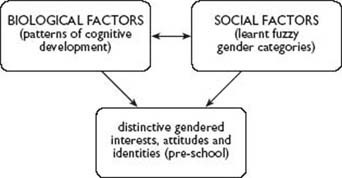 BIOLOGICAL FACTORS
(patterns of cognitive
development)
SOCIAL FACTORS
(learnt fuzzy
gender categories)
distinctive gendered
interests, attitudes and
identities (pre-school)